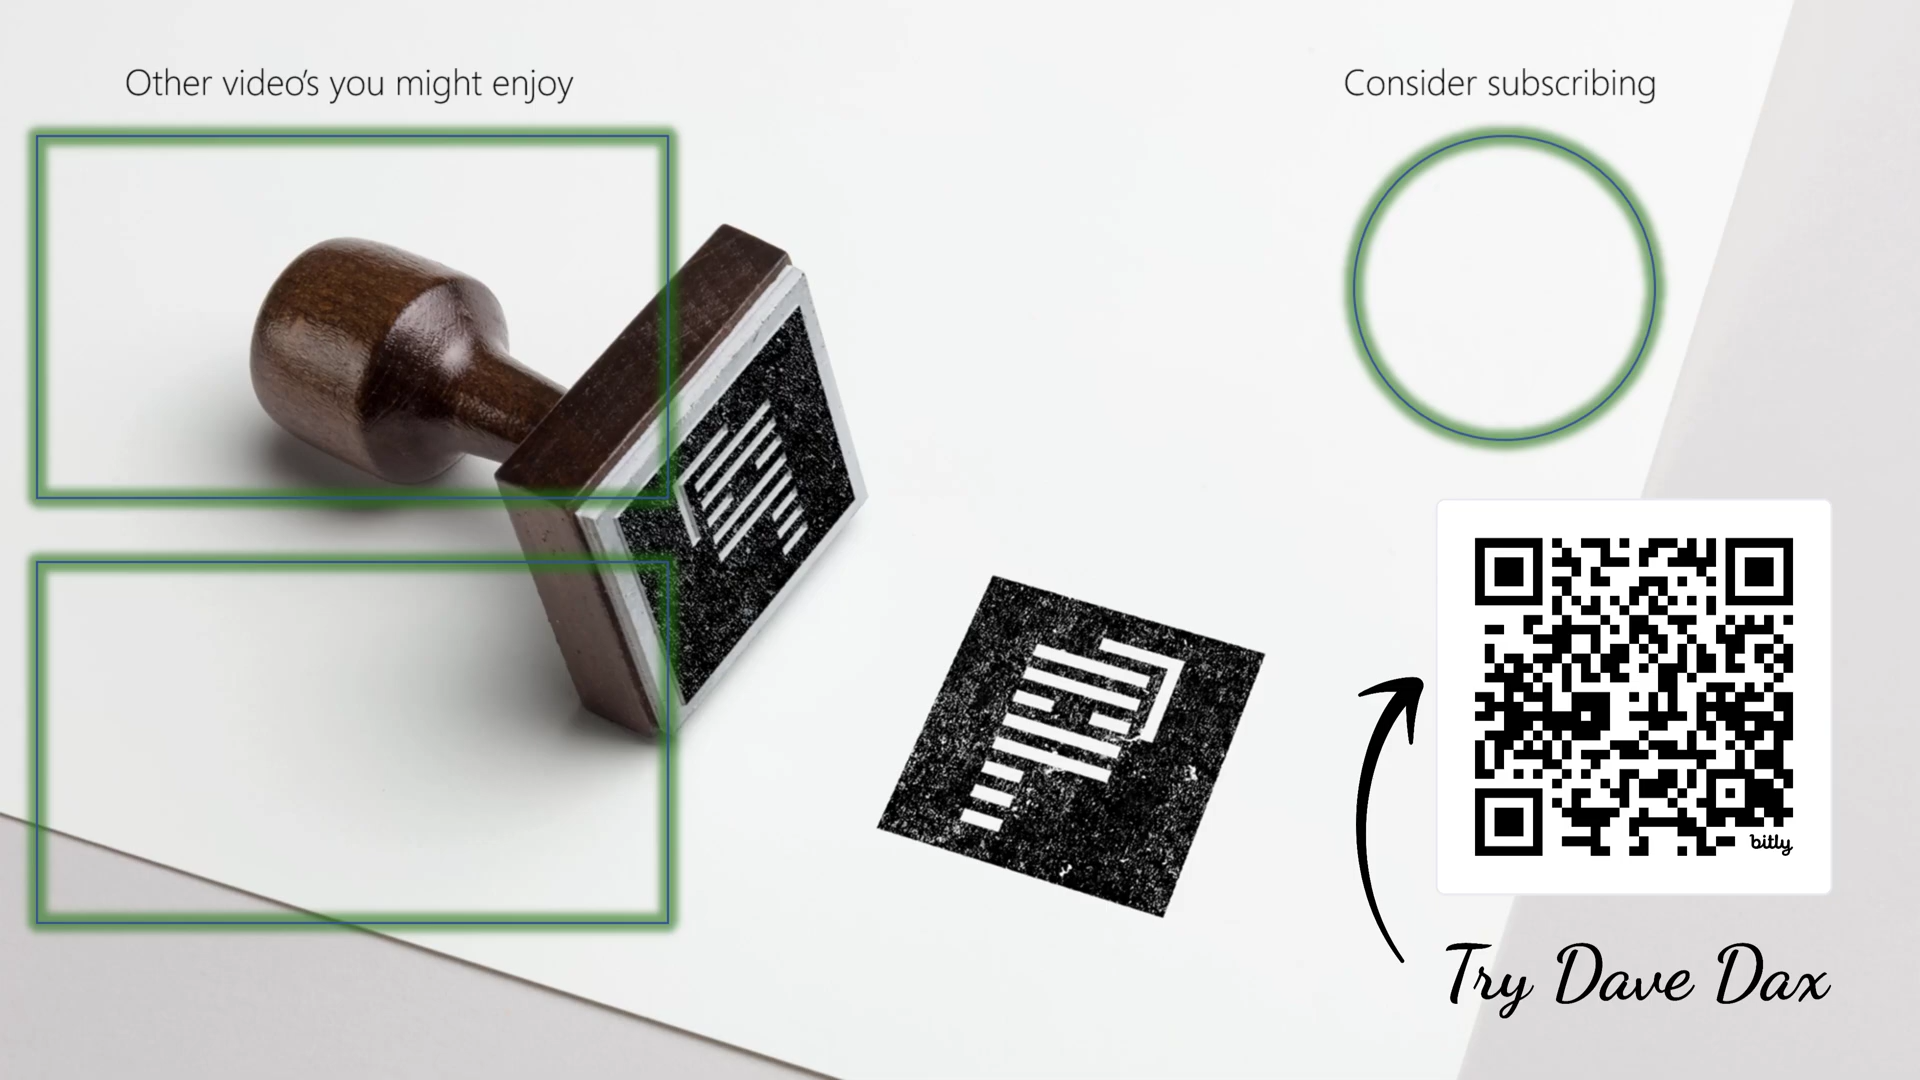 Other video's you might enjoy
Consider subscribing
bitly
Try Dave Dax